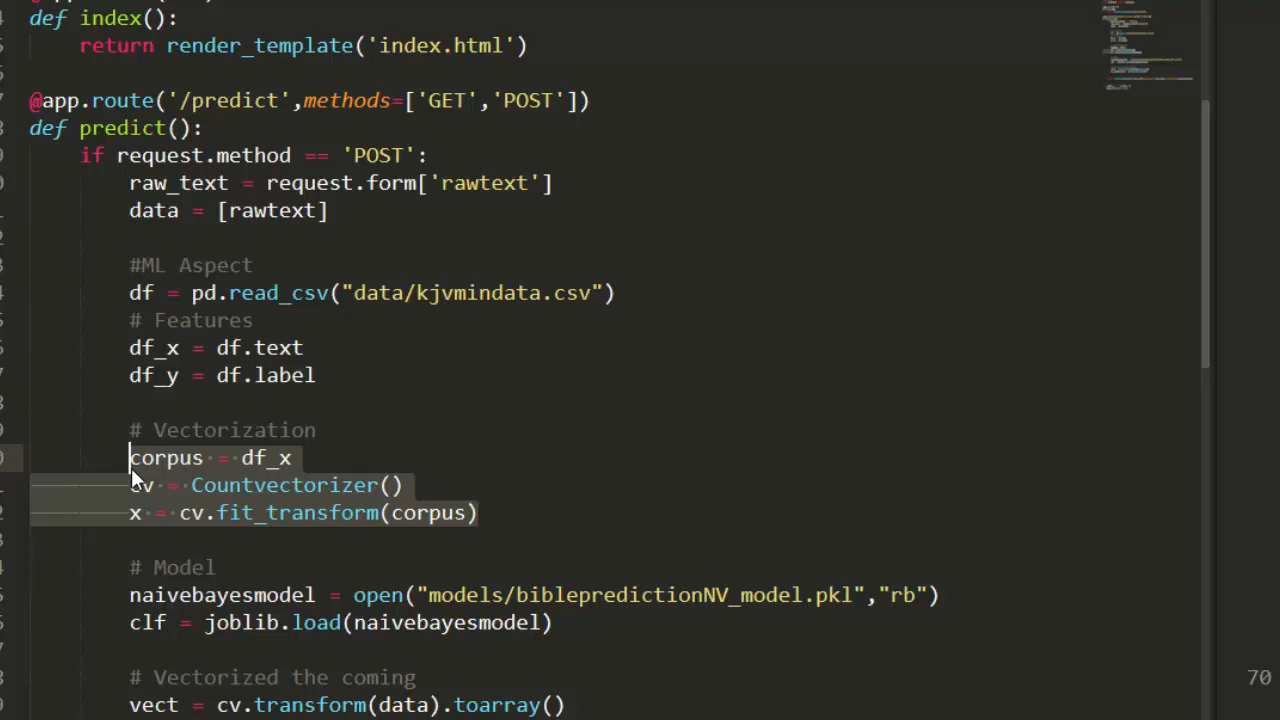 def index():
return render_template('index.html')
@app.route('/predict',methods=['GET','POST'])
def predict():
if request.method == 'POST':
raw_text = request.form['rawtext']
data = [rawtext]
#ML Aspect
df = pd.read_csv("data/kjvmindata.csv")
# Features
df_x = df.text
df_y = df.label
# Vectorization
corpus = df_x
cv = Countvectorizer()
x = cv.fit_transform(corpus)
# Model
naivebayesmodel = open("models/biblepredictionNV_model.pkl","rb")
clf = joblib.load(naivebayesmodel)
# Vectorized the coming
70
vect = cv.transform(data).toarray()